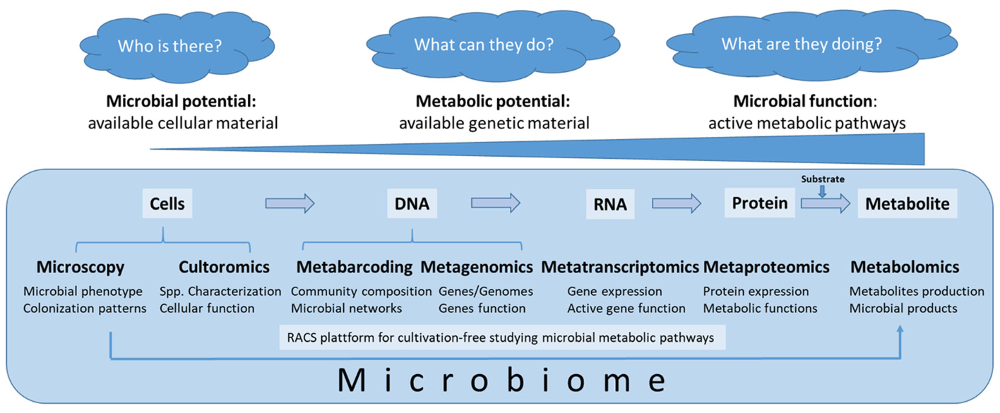 Who is there?
What can they do?
What are they doing?
Microbial potential:
available cellular material
Metabolic potential:
available genetic material
Microbial function:
active metabolic pathways
Cells
DNA
RNA
Protein
Substrate
Metabolite
Microscopy
Microbial phenotype
Colonization patterns
Cultoromics
Spp. Characterization
Cellular function
Metabarcoding
Community composition
Microbial networks
Metagenomics
Genes/Genomes
Genes function
Metatranscriptomics
Gene expression
Active gene function
Metaproteomics
Protein expression
Metabolic functions
Metabolomics
Metabolites production
Microbial products
RACS plattform for cultivation-free studying microbial metabolic pathways
Microbiome